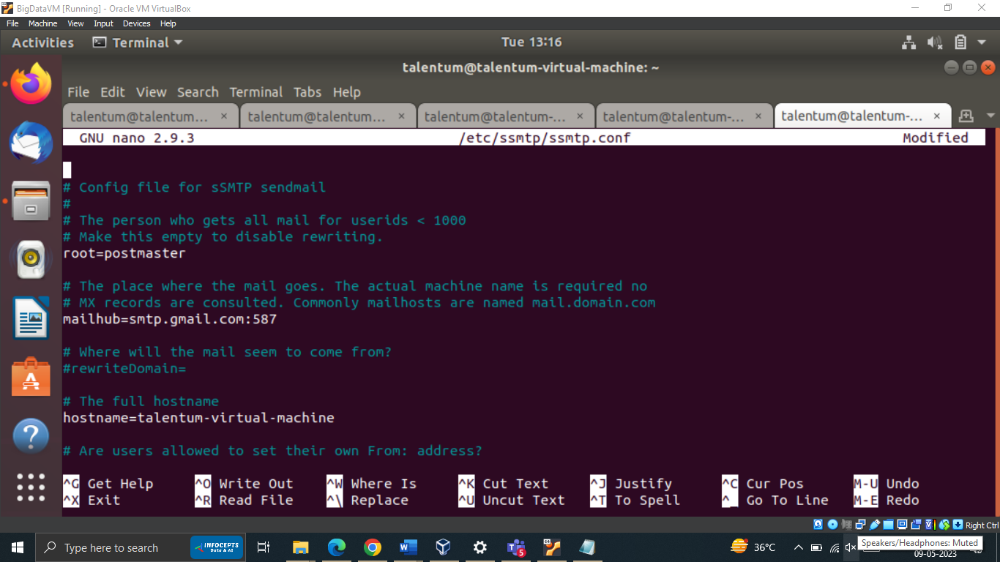 BigDataVM [Running] - Oracle VM VirtualBox
File Machine View Input Devices Help
Activities Terminal Tue 13:16
talentum@talentum-virtual-machine: ~
File Edit View Search Terminal Tabs Help
talentum@talentum... × talentum@talentum... × talentum@talentum-... × talentum@talentum-... × talentum@talentum-... ×
GNU nano 2.9.3 /etc/ssmtp/ssmtp.conf Modified
# Config file for sSMTP sendmail
#
# The person who gets all mail for userids < 1000
# Make this empty to disable rewriting.
root=postmaster
# The place where the mail goes. The actual machine name is required no
# MX records are consulted. Commonly mailhosts are named mail.domain.com
mailhub=smtp.gmail.com:587
# Where will the mail seem to come from?
#rewriteDomain=
# The full hostname
hostname=talentum-virtual-machine
# Are users allowed to set their own From: address?
^G Get Help ^O Write Out ^W Where Is ^K Cut Text ^J Justify ^C Cur Pos M-U Undo
^X Exit ^R Read File ^\ Replace ^U Uncut Text ^T To Spell ^_ Go To Line M-E Redo
Right Ctrl
Type here to search
INFOCEPTS
Data & AI
5
36°C
Speakers/Headphones: Muted
09-05-2023